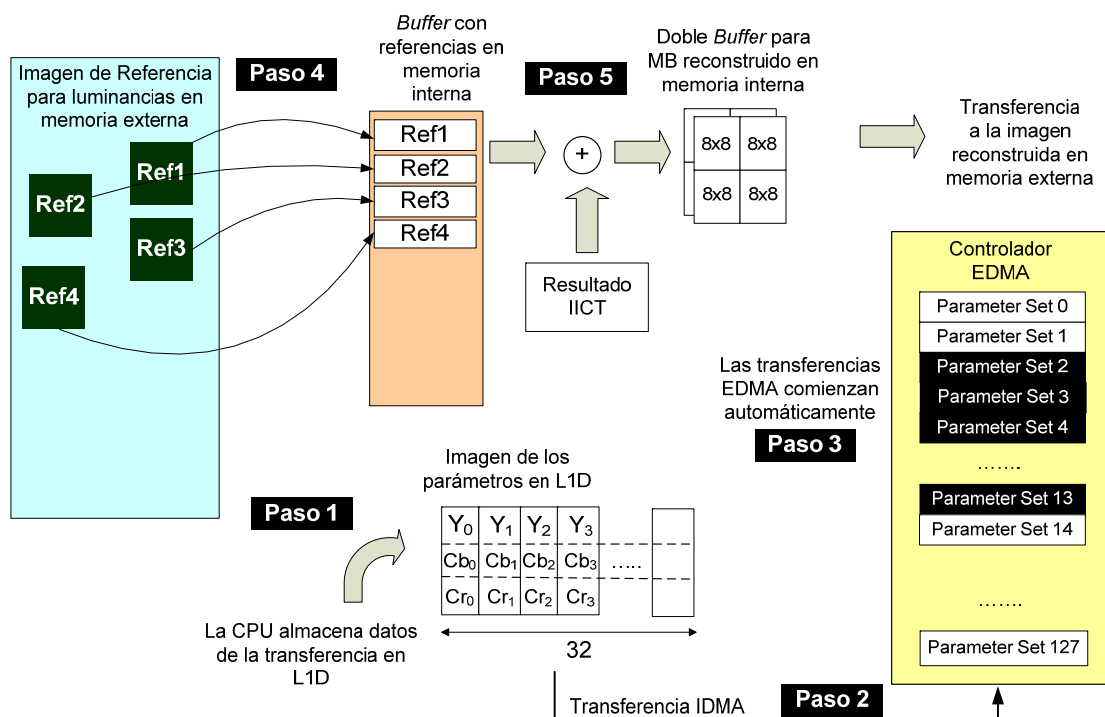 Imagen de Referencia
para luminancias en
memoria externa
Ref1
Ref2
Ref3
Ref4
Paso 4
Buffer con
referencias en
memoria
interna
Ref1
Ref2
Ref3
Ref4
Paso 5
+
Resultado
IICT
Doble Buffer para
MB reconstruido en
memoria interna
8x8 8x8
8x8 8x8
Transferencia
a la imagen
reconstruida en
memoria externa
Controlador
EDMA
Parameter Set 0
Parameter Set 1
Parameter Set 2
Parameter Set 3
Parameter Set 4
…….
Parameter Set 13
Parameter Set 14
…….
Parameter Set 127
Las transferencias
EDMA comienzan
automáticamente
Paso 3
Imagen de los
parámetros en L1D
Paso 1
Y0 Y1 Y2 Y3
Cb0 Cb1 Cb2 Cb3 …..
Cr0 Cr1 Cr2 Cr3
32
La CPU almacena datos
de la transferencia en
L1D
Transferencia IDMA
Paso 2